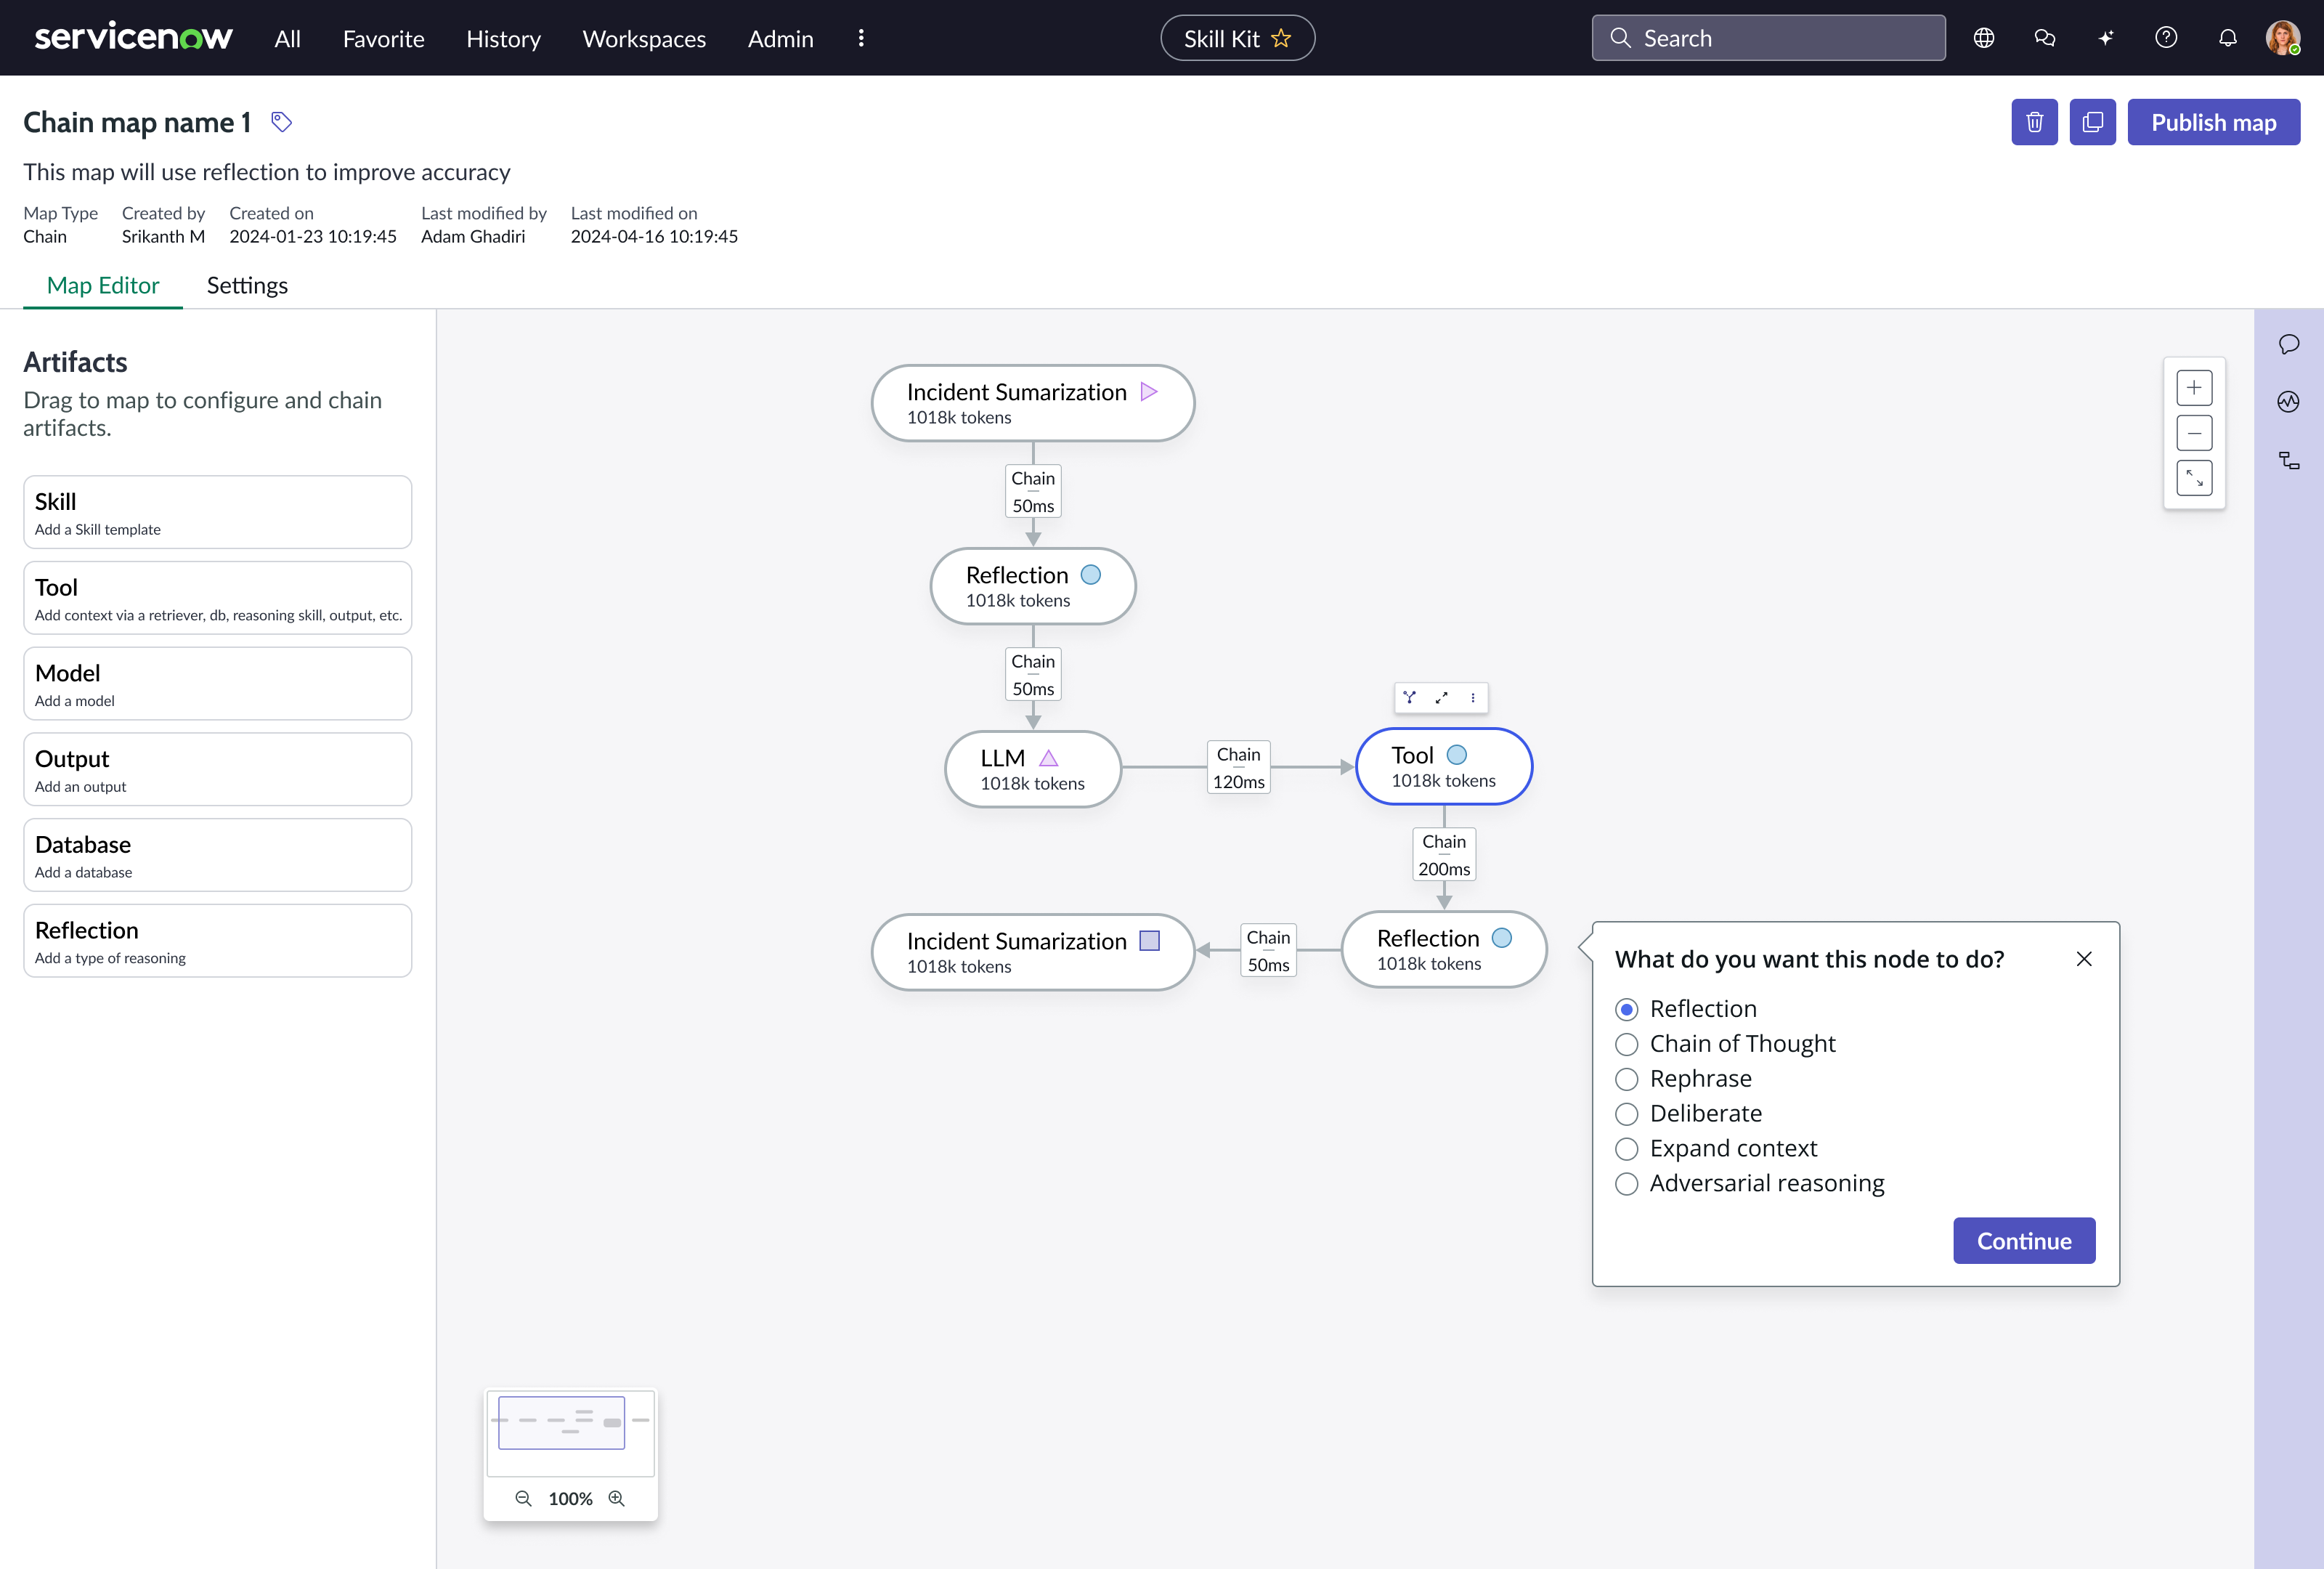 servicenow
All
Favorite
History
Workspaces
Admin
Skill Kit
Search
Chain map name 1
Publish map
This map will use reflection to improve accuracy
Map Type
Chain
Created by
Srikanth M
Created on
2024-01-23 10:19:45
Last modified by
Adam Ghadiri
Last modified on
2024-04-16 10:19:45
Map Editor
Settings
Artifacts
Drag to map to configure and chain
artifacts.
Skill
Add a Skill template
Tool
Add context via a retriever, db, reasoning skill, output, etc.
Model
Add a model
Output
Add an output
Database
Add a database
Reflection
Add a type of reasoning
Incident Sumarization
1018k tokens
Chain
50ms
Reflection
1018k tokens
Chain
50ms
LLM
1018k tokens
Chain
120ms
Tool
1018k tokens
Chain
200ms
Reflection
1018k tokens
Chain
50ms
Incident Sumarization
1018k tokens
What do you want this node to do?
Reflection
Chain of Thought
Rephrase
Deliberate
Expand context
Adversarial reasoning
Continue
100%